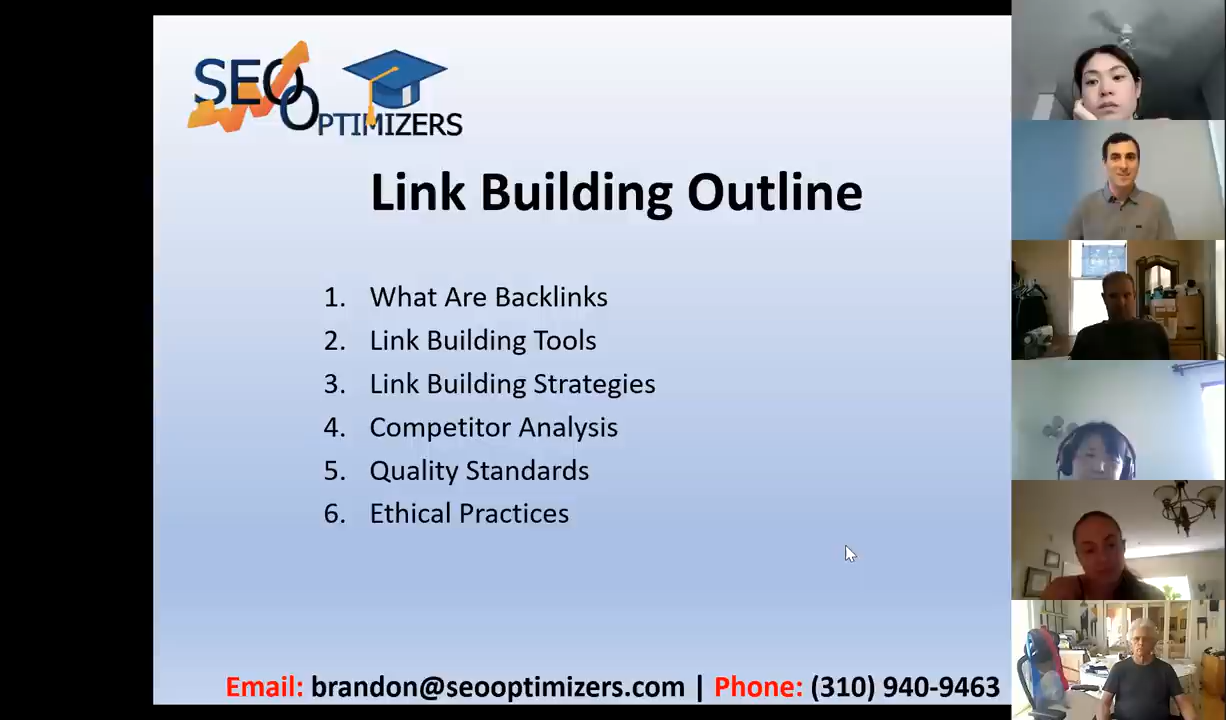 SEO OPTIMIZERS
Link Building Outline
1. What Are Backlinks
2. Link Building Tools
3. Link Building Strategies
4. Competitor Analysis
5. Quality Standards
6. Ethical Practices
Email: brandon@seooptimizers.com | Phone: (310) 940-9463